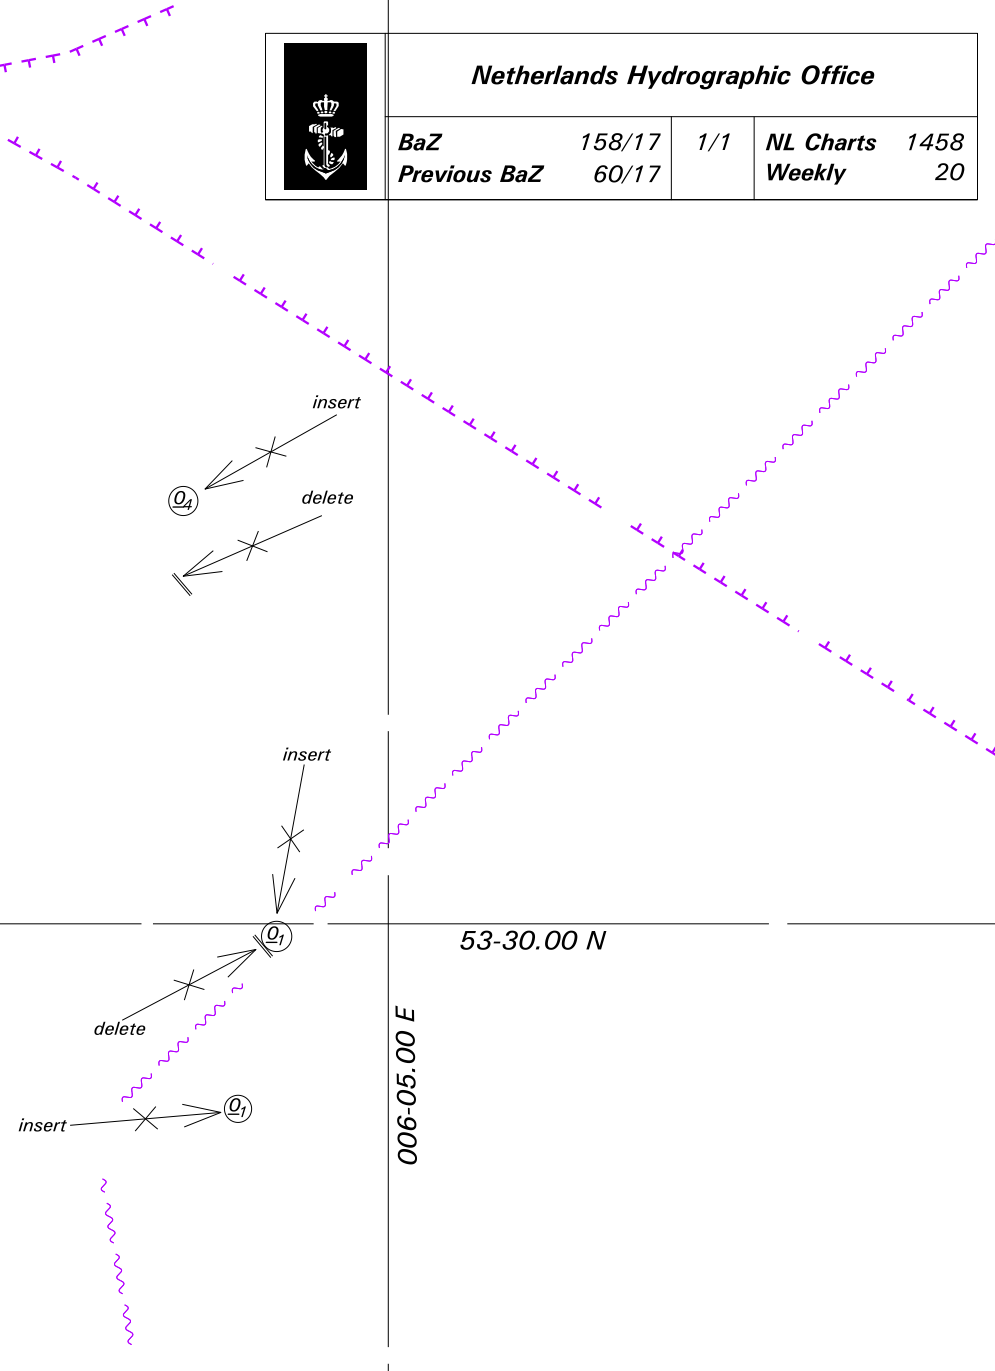 Netherlands Hydrographic Office
BaZ 158/17 1/1 NL Charts 1458
Previous BaZ 60/17 Weekly 20
insert
0₄
delete
insert
0₁
53-30.00 N
delete
006-05.00 E
0₁
insert